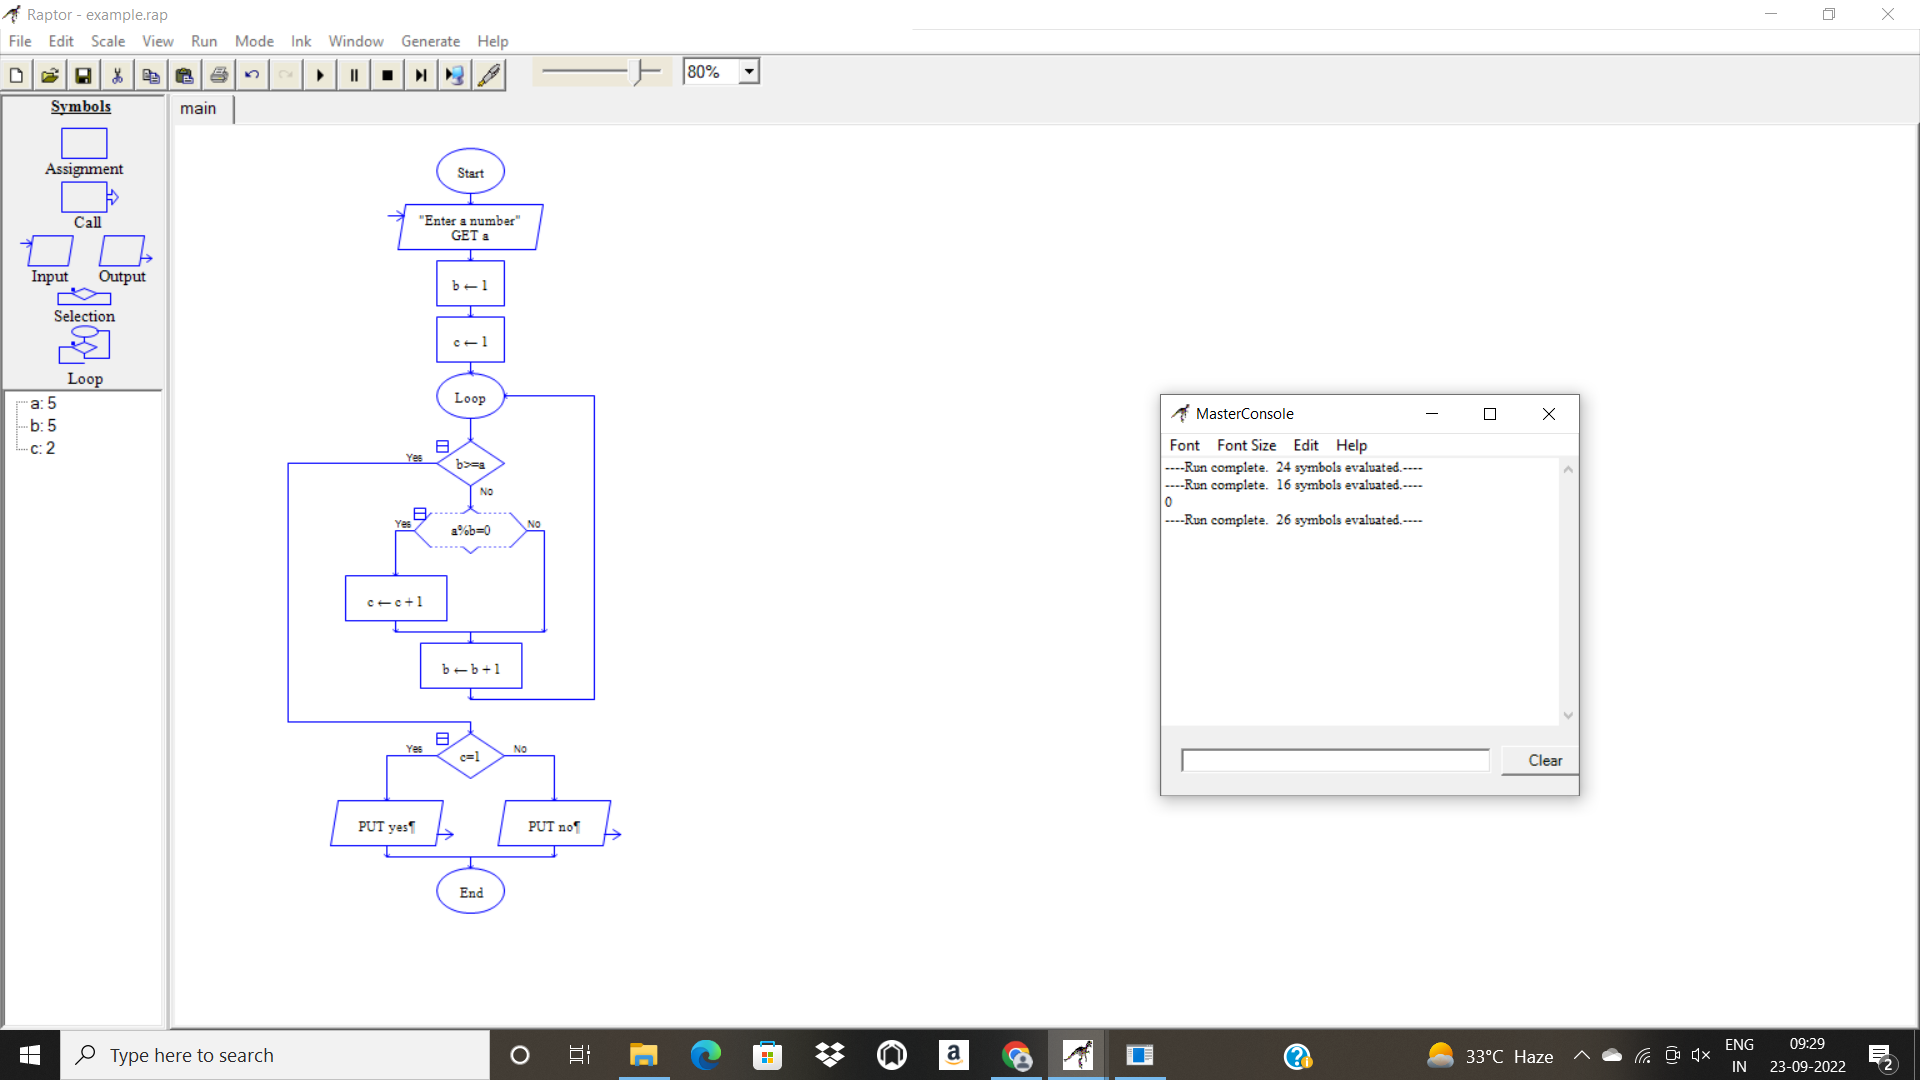 Raptor - example.rap
File Edit Scale View Run Mode Ink Window Generate Help
80%
Symbols
Assignment
Call
Input Output
Selection
Loop
a: 5
b: 5
c: 2
main
Start
"Enter a number"
GET a
b ← 1
c ← 1
Loop
Yes
b>=a
No
Yes
a%b=0
No
c ← c + 1
b ← b + 1
Yes
c=1
No
PUT yes¶
PUT no¶
End
MasterConsole
Font Font Size Edit Help
----Run complete. 24 symbols evaluated.----
----Run complete. 16 symbols evaluated.----
0
----Run complete. 26 symbols evaluated.----
Clear
Type here to search
a
33°C Haze
ENG
IN
09:29
23-09-2022
2